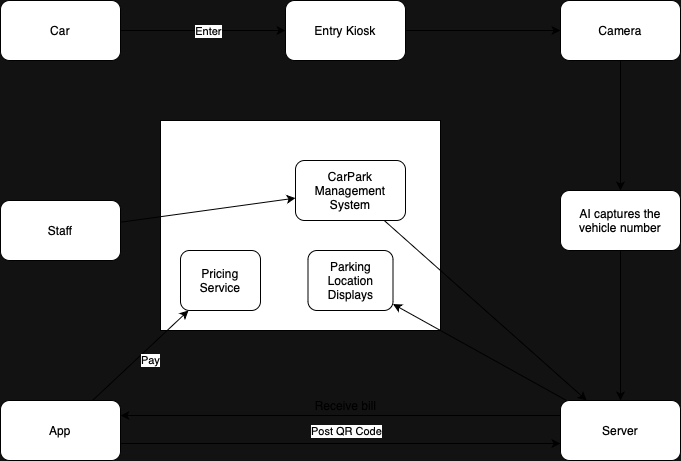 Car
Enter
Entry Kiosk
Camera
CarPark
Management
System
Staff
AI captures the
vehicle number
Pricing
Service
Parking
Location
Displays
Pay
Receive bill
App
Post QR Code
Server